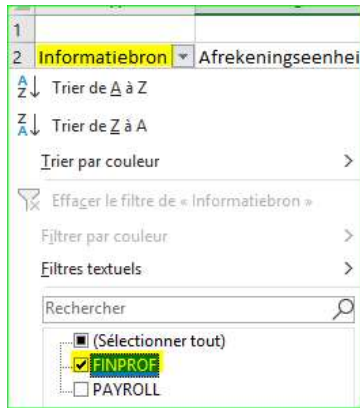 1
2 Informatiebron Afrekeningseenhei
Trier de A à Z
Trier de Z à A
Trier par couleur
Effacer le filtre de « Informatiebron »
Filtrer par couleur
Filtres textuels
Rechercher
(Sélectionner tout)
FINPROF
PAYROLL